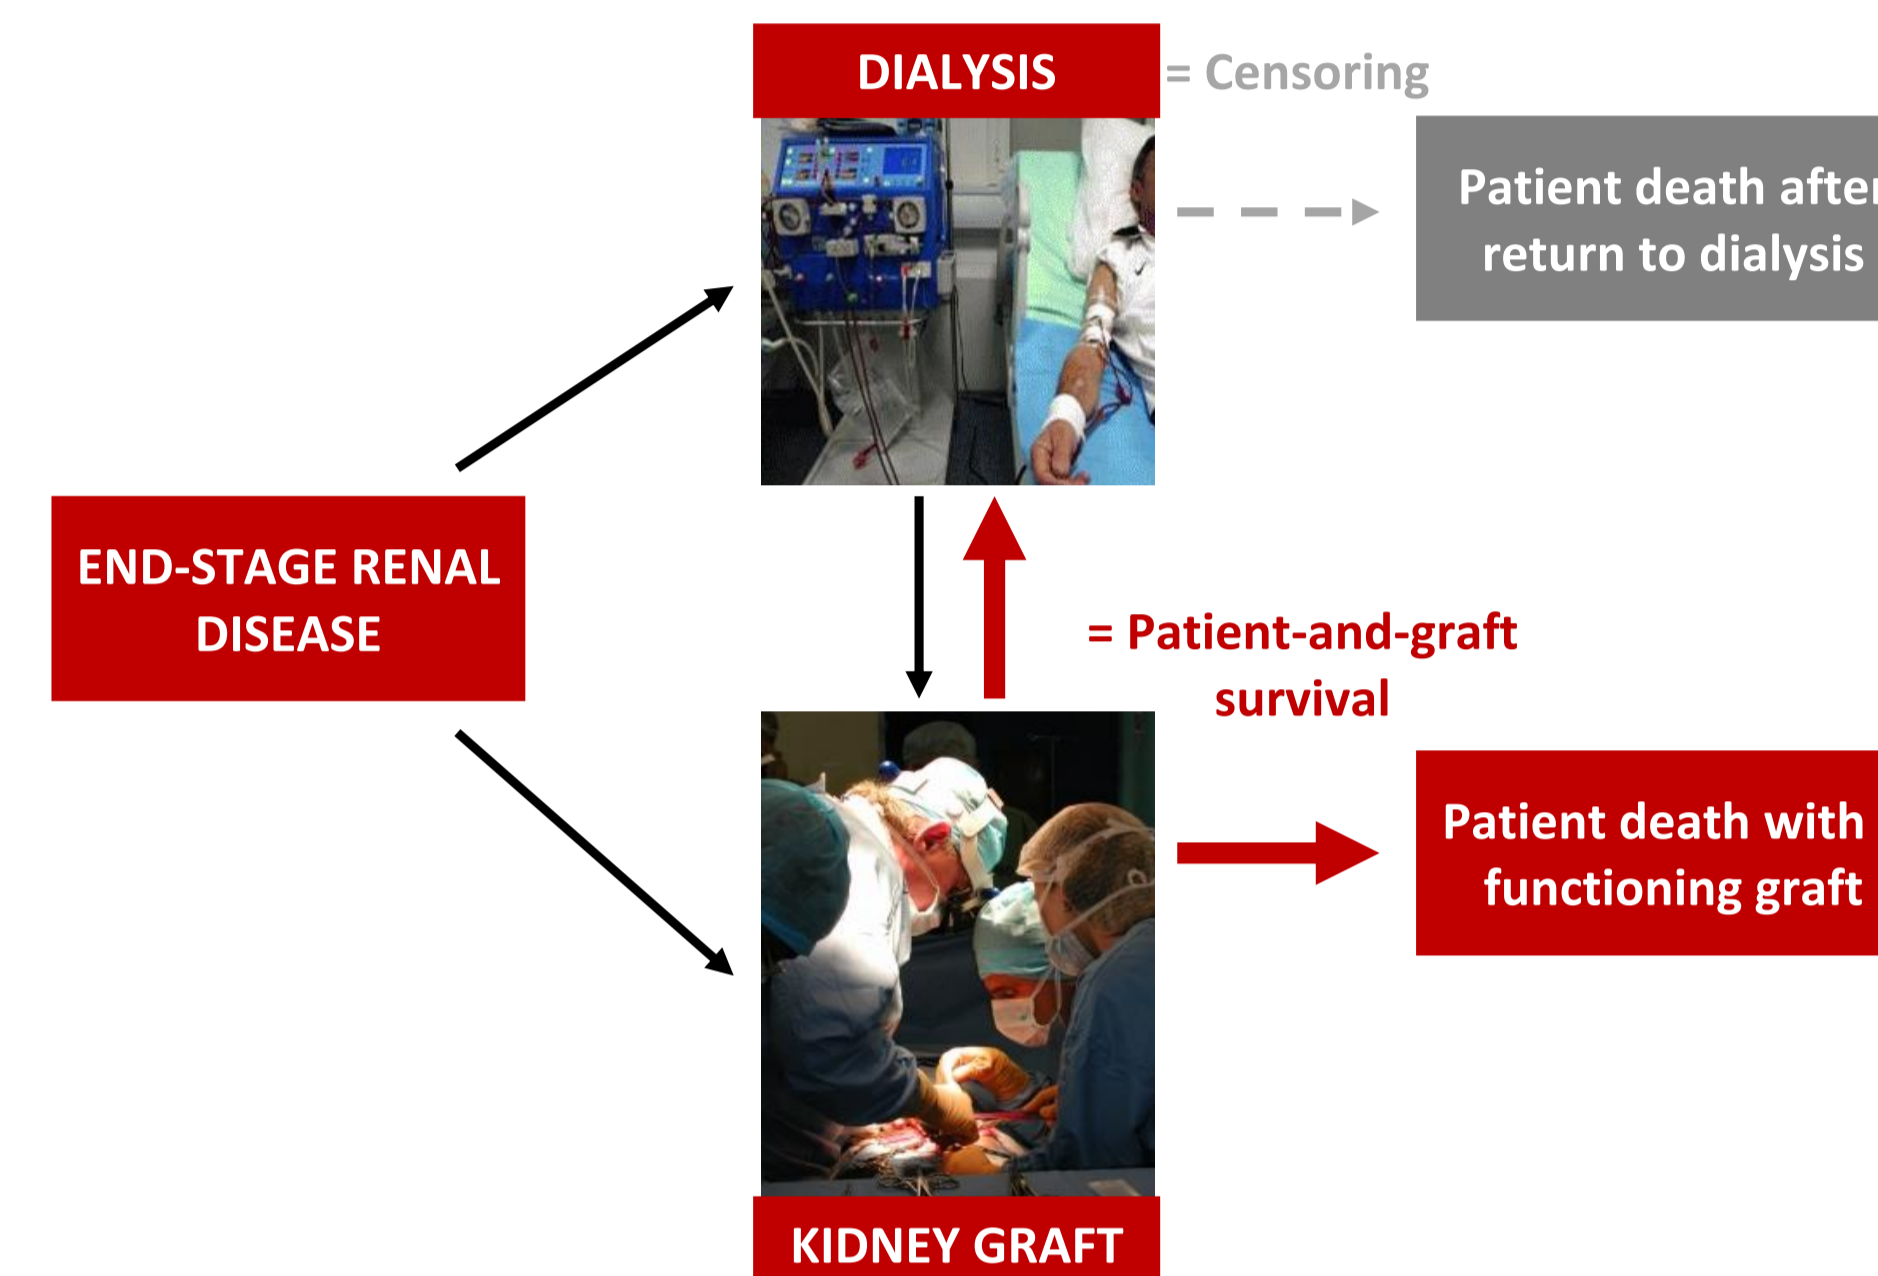 DIALYSIS
= Censoring
Patient death after
return to dialysis
END-STAGE RENAL
DISEASE
= Patient-and-graft
survival
Patient death with
functioning graft
KIDNEY GRAFT